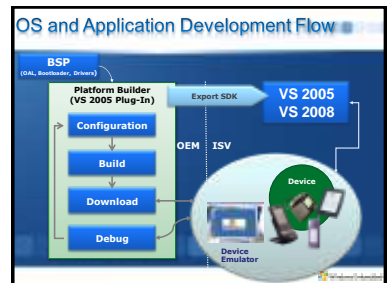 OS and Application Development Flow
BSP
(OAL, Bootloader, Drivers)
Platform Builder
(VS 2005 Plug-In)
Export SDK
VS 2005
VS 2008
Configuration
OEM
ISV
Build
Download
Debug
Device
Device
Emulator